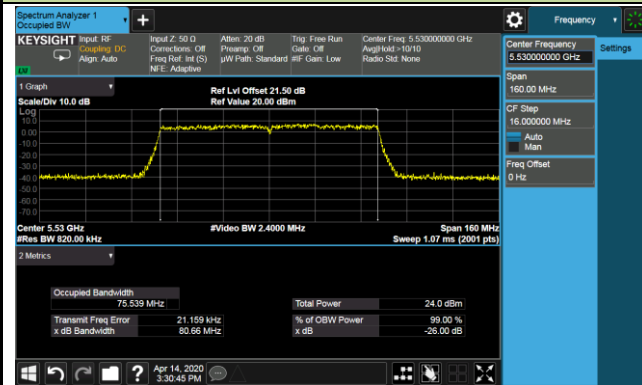 Spectrum Analyzer 1
Occupied BW
+
Frequency
KEYSIGHT
Input: RF
Coupling: DC
Align: Auto
Input Z: 50 Ω
Corrections: Off
Freq Ref: Int (S)
NFE: Adaptive
Atten: 20 dB
Preamp: Off
µW Path: Standard
Trig: Free Run
Gate: Off
#IF Gain: Low
Center Freq: 5.530000000 GHz
Avg|Hold:>10/10
Radio Std: None
Center Frequency
5.530000000 GHz
Settings
Span
160.00 MHz
CF Step
16.000000 MHz
Auto
Man
Freq Offset
0 Hz
1 Graph
Scale/Div 10.0 dB
Ref Lvl Offset 21.50 dB
Ref Value 20.00 dBm
Log
10.0
0.00
-10.0
-20.0
-30.0
-40.0
-50.0
-60.0
-70.0
Center 5.53 GHz
#Res BW 820.00 kHz
#Video BW 2.4000 MHz
Span 160 MHz
Sweep 1.07 ms (2001 pts)
2 Metrics
Occupied Bandwidth
75.539 MHz
Transmit Freq Error 21.159 kHz
x dB Bandwidth 80.66 MHz
Total Power 24.0 dBm
% of OBW Power 99.00 %
x dB -26.00 dB
?
Apr 14, 2020
3:30:45 PM